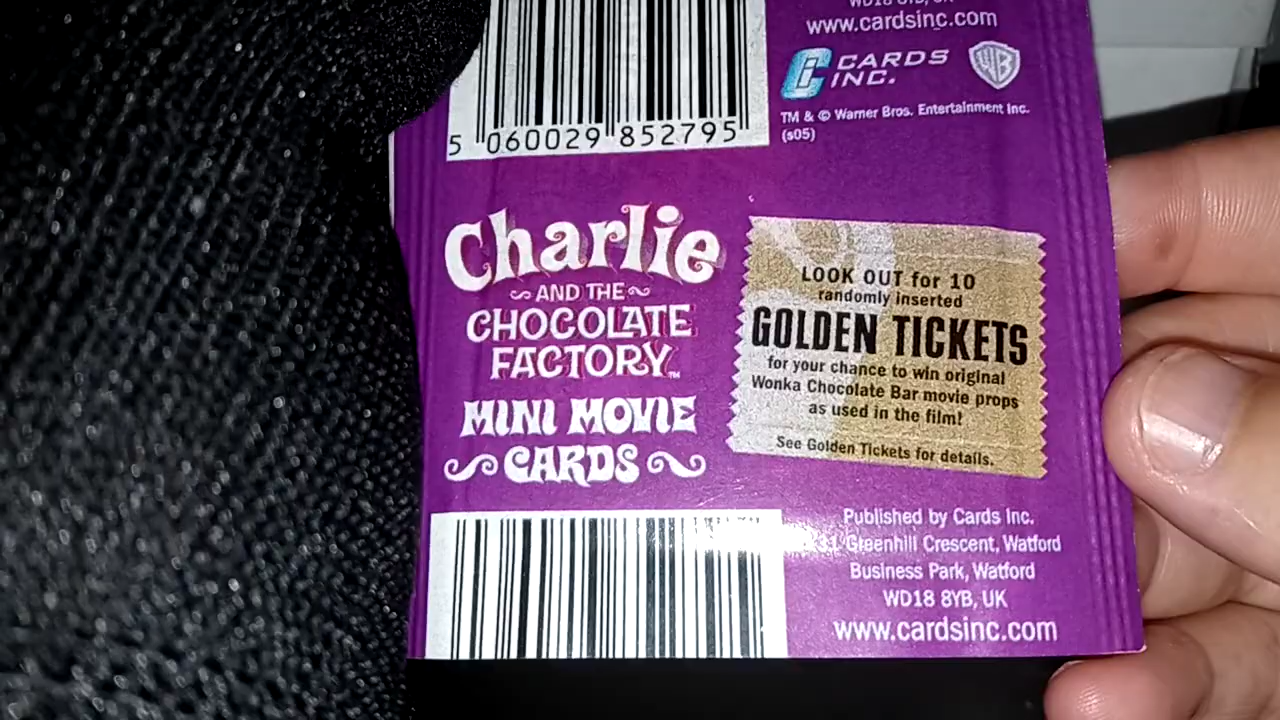 www.cardsinc.com
CARDS INC.
WB
TM & © Warner Bros. Entertainment Inc.
(s05)
5 060029 852795
Charlie
AND THE
CHOCOLATE
FACTORY™
MINI MOVIE
CARDS
LOOK OUT for 10
randomly inserted
GOLDEN TICKETS
for your chance to win original
Wonka Chocolate Bar movie props
as used in the film!
See Golden Tickets for details.
Published by Cards Inc.
Greenhill Crescent, Watford
Business Park, Watford
WD18 8YB, UK
www.cardsinc.com